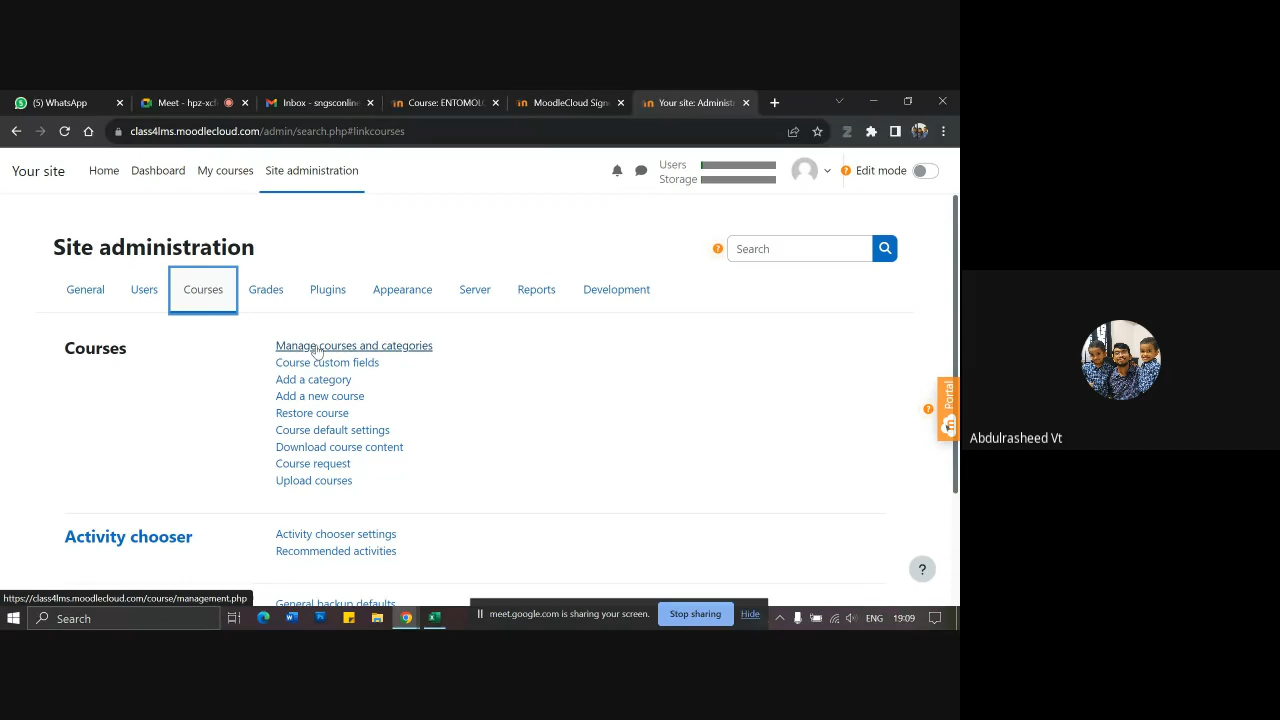 (5) WhatsApp
Meet - hpz-xcf
Inbox - sngsconline
Course: ENTOMOL
MoodleCloud Sign
Your site: Administ
class4lms.moodlecloud.com/admin/search.php#linkcourses
Your site
Home
Dashboard
My courses
Site administration
Users
Storage
Edit mode
Site administration
Search
General
Users
Courses
Grades
Plugins
Appearance
Server
Reports
Development
Courses
Manage courses and categories
Course custom fields
Add a category
Add a new course
Restore course
Course default settings
Download course content
Course request
Upload courses
Portal
Abdulrasheed Vt
Activity chooser
Activity chooser settings
Recommended activities
?
General backup defaults
https://class4lms.moodlecloud.com/course/management.php
meet.google.com is sharing your screen.
Stop sharing
Hide
Search
ENG
19:09